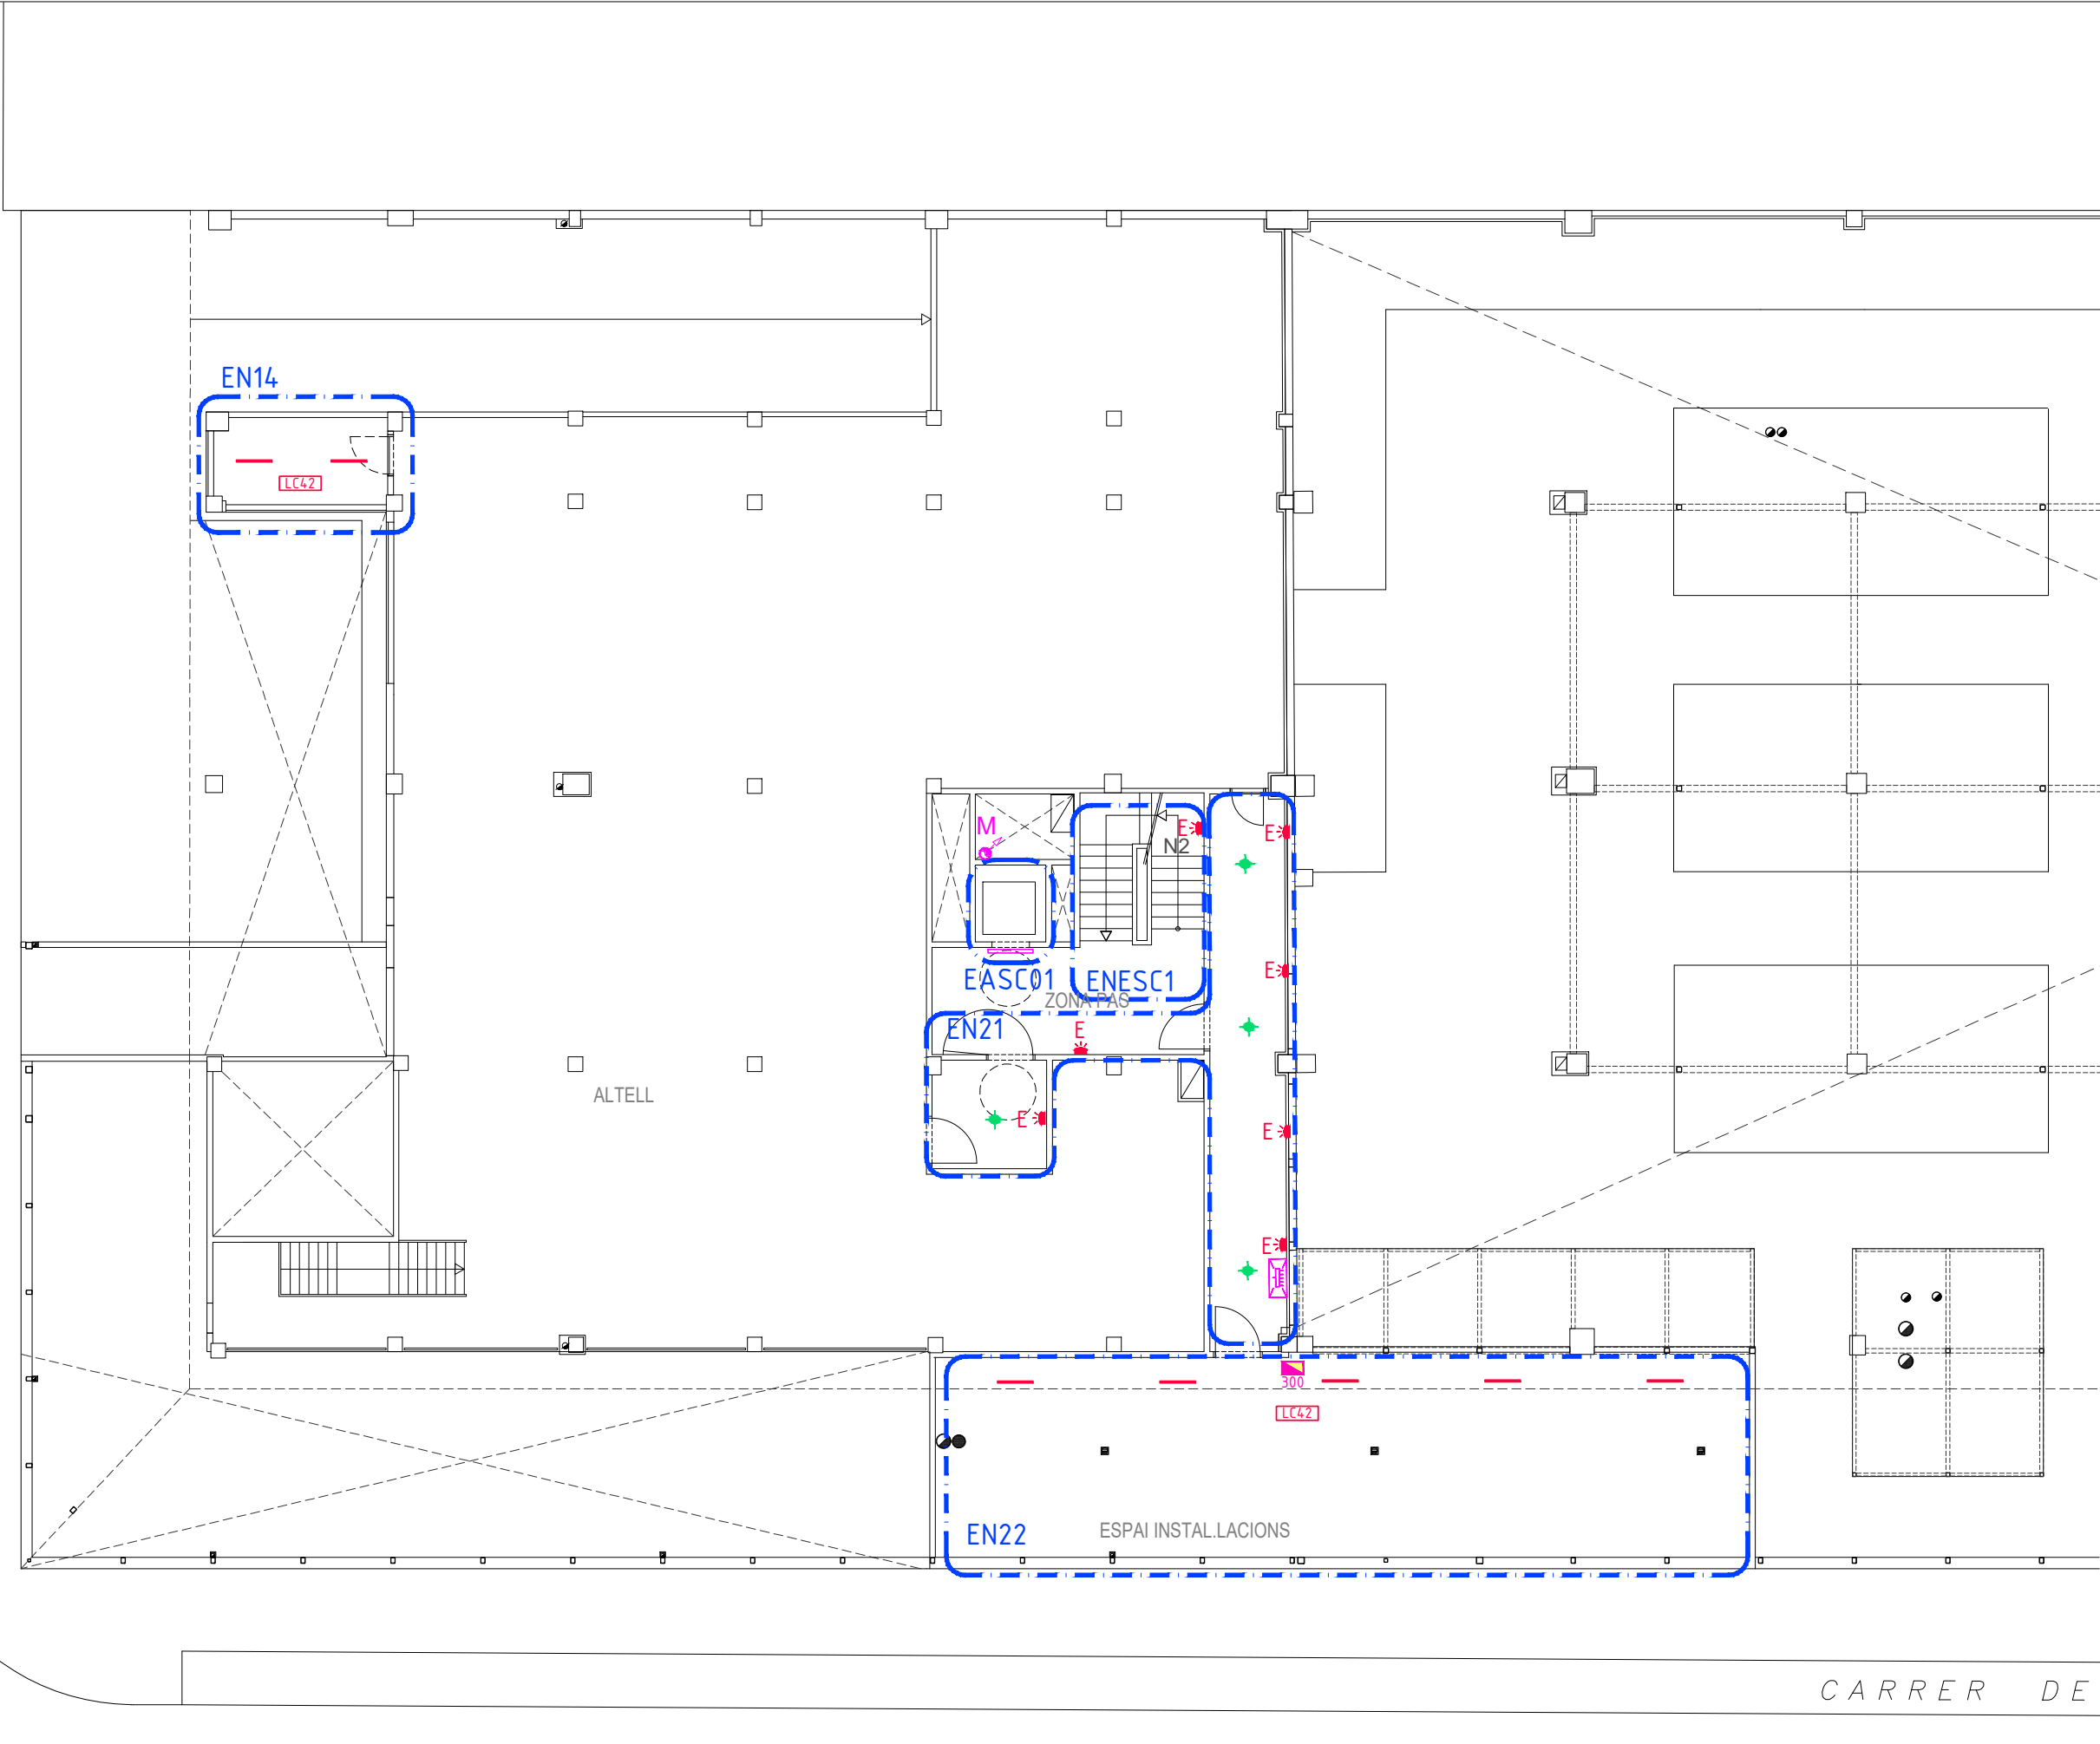 EN14
LC42
M
E
E
N2
E
EASC01
ENESC1
ZONA PAS
EN21
E
ALTELL
E
E
E
300
LC42
EN22
ESPAI INSTAL.LACIONS
CARRER DE